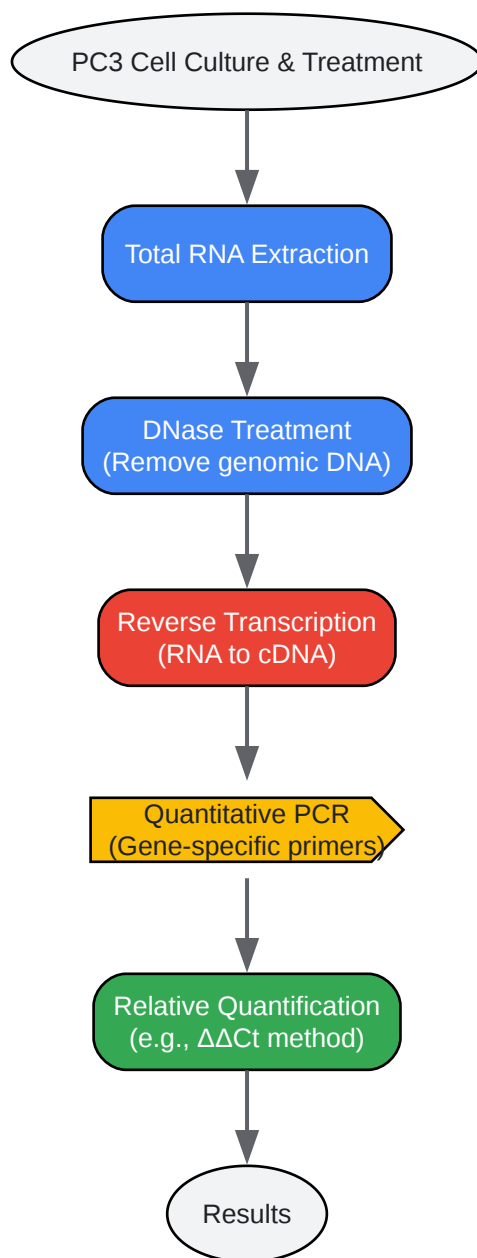 PC3 Cell Culture & Treatment
Total RNA Extraction
DNase Treatment
(Remove genomic DNA)
Reverse Transcription
(RNA to cDNA)
Quantitative PCR
(Gene-specific primers)
Relative Quantification
(e.g., ΔΔCt method)
Results